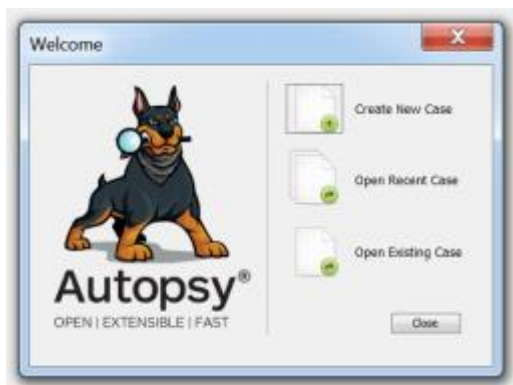 Welcome
Create New Case
Open Recent Case
Open Existing Case
Autopsy®
OPEN | EXTENSIBLE | FAST
Close